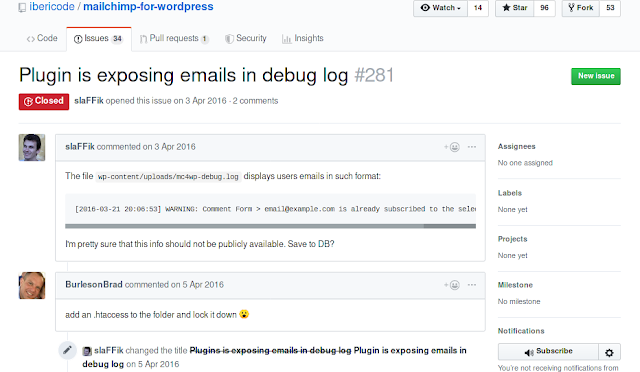 ibericode / mailchimp-for-wordpress
Watch 14 Star 96 Fork 53
Code Issues 34 Pull requests 1 Security Insights
Plugin is exposing emails in debug log #281
New issue
Closed slaFFik opened this issue on 3 Apr 2016 · 2 comments
slaFFik commented on 3 Apr 2016
The file wp-content/uploads/mc4wp-debug.log displays users emails in such format:
[2016-03-21 20:06:53] WARNING: Comment Form > email@example.com is already subscribed to the sele
I'm pretty sure that this info should not be publicly available. Save to DB?
BurlesonBrad commented on 5 Apr 2016
add an .htaccess to the folder and lock it down 😮
slaFFik changed the title Plugins is exposing emails in debug log Plugin is exposing emails in
debug log on 5 Apr 2016
Assignees
No one assigned
Labels
None yet
Projects
None yet
Milestone
No milestone
Notifications
Subscribe
You're not receiving notifications from